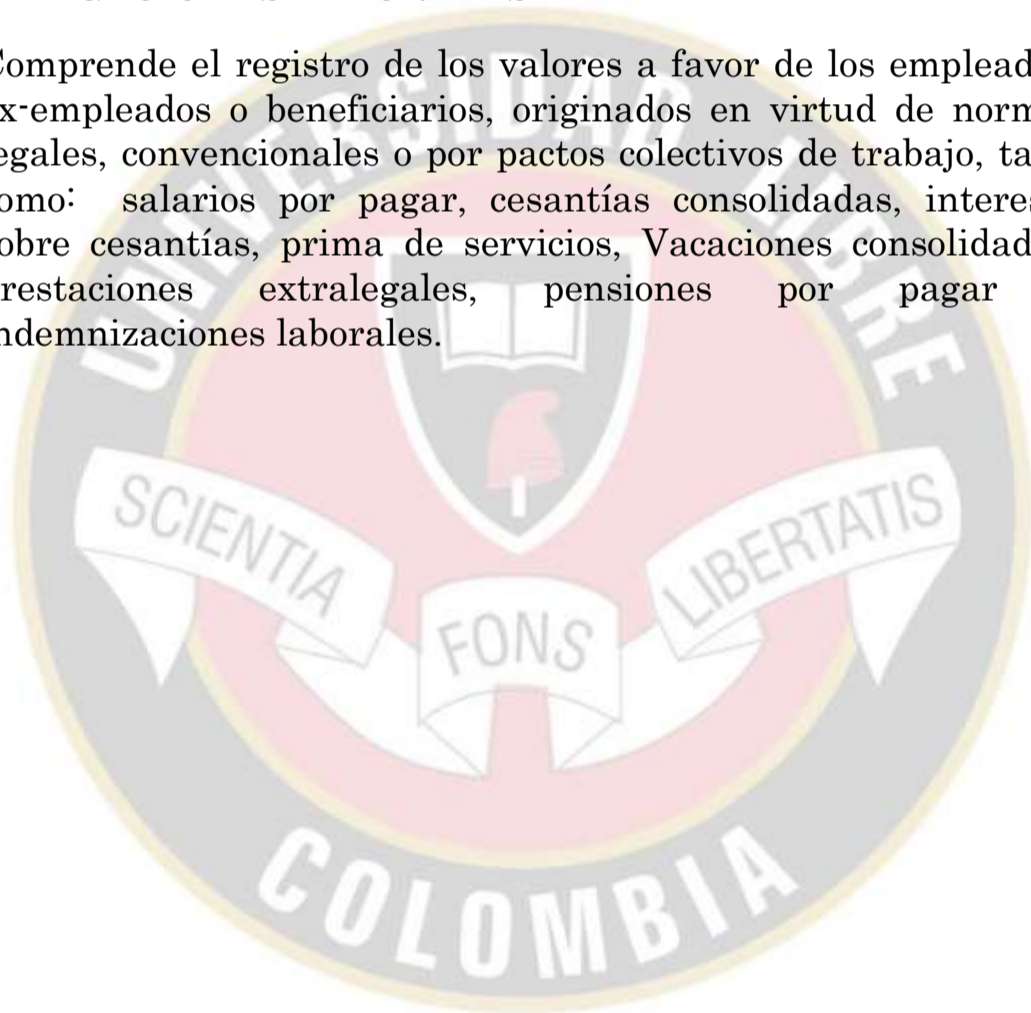 Comprende el registro de los valores a favor de los emplead
x-empleados o beneficiarios, originados en virtud de norm
egales, convencionales o por pactos colectivos de trabajo, ta
omo: salarios por pagar, cesantías consolidadas, interes
obre cesantías, prima de servicios, Vacaciones consolidad
restaciones extralegales, pensiones por pagar
ndemnizaciones laborales.
UNIVERSIDAD LIBRE
SCIENTIA
FONS
LIBERTATIS
COLOMBIA